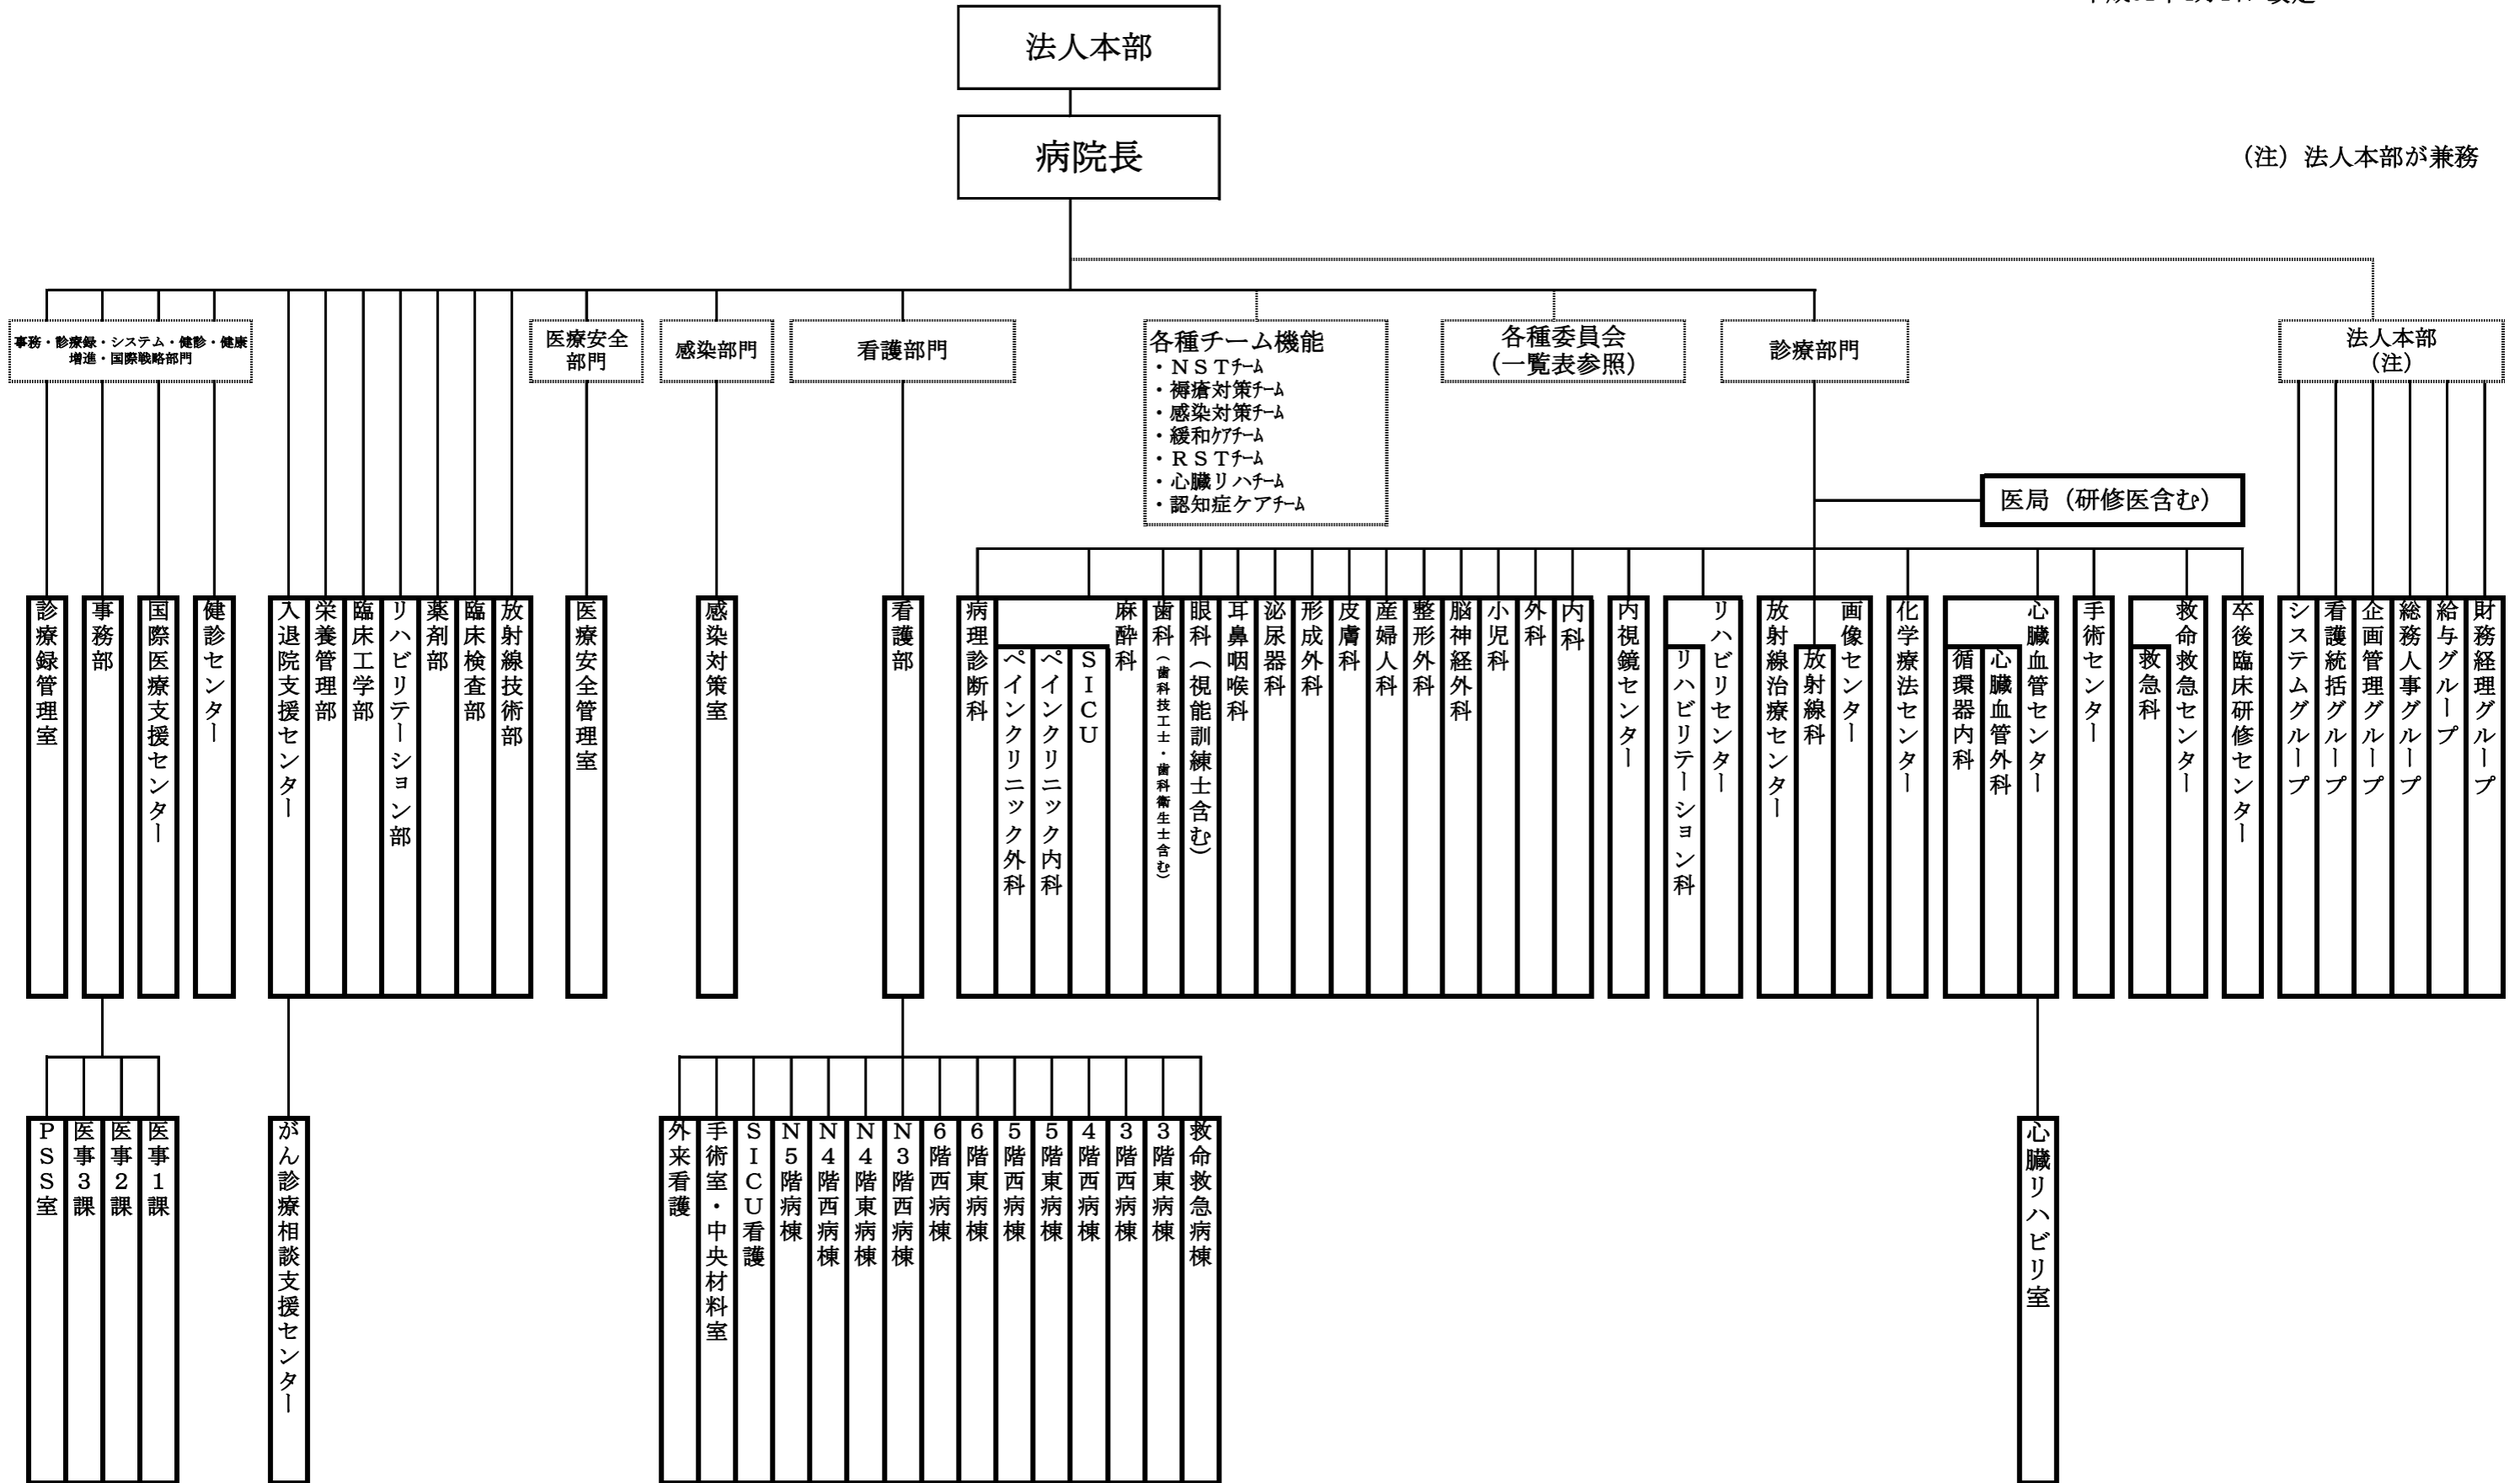 法人本部
病院長
（注）法人本部が兼務
事務・診療録・システム・健診・健康
増進・国際戦略部門
医療安全
部門
感染部門
看護部門
各種チーム機能
・ＮＳＴﾁｰﾑ
・褥瘡対策ﾁｰﾑ
・感染対策ﾁｰﾑ
・緩和ｹｱﾁｰﾑ
・ＲＳＴﾁｰﾑ
・心臓リハﾁｰﾑ
・認知症ケアﾁｰﾑ
各種委員会
（一覧表参照）
診療部門
法人本部
（注）
医局（研修医含む）
診療録管理室
事務部
国際医療支援センター
健診センター
入退院支援センター
栄養管理部
臨床工学部
リハビリテーション部
薬剤部
臨床検査部
放射線技術部
医療安全管理室
感染対策室
看護部
病理診断科
ペインクリニック外科
ペインクリニック内科
ＳＩＣＵ
麻酔科
歯科（歯科技工士・歯科衛生士含む）
眼科（視能訓練士含む）
耳鼻咽喉科
泌尿器科
形成外科
皮膚科
産婦人科
整形外科
脳神経外科
小児科
外科
内科
内視鏡センター
リハビリテーション科
リハビリセンター
放射線治療センター
放射線科
画像センター
化学療法センター
循環器内科
心臓血管外科
心臓血管センター
手術センター
救急科
救命救急センター
卒後臨床研修センター
システムグループ
看護統括グループ
企画管理グループ
総務人事グループ
給与グループ
財務経理グループ
ＰＳＳ室
医事３課
医事２課
医事１課
がん診療相談支援センター
外来看護
手術室・中央材料室
ＳＩＣＵ看護
Ｎ５階病棟
Ｎ４階西病棟
Ｎ４階東病棟
Ｎ３階西病棟
６階西病棟
６階東病棟
５階西病棟
５階東病棟
４階西病棟
３階西病棟
３階東病棟
救命救急病棟
心臓リハビリ室